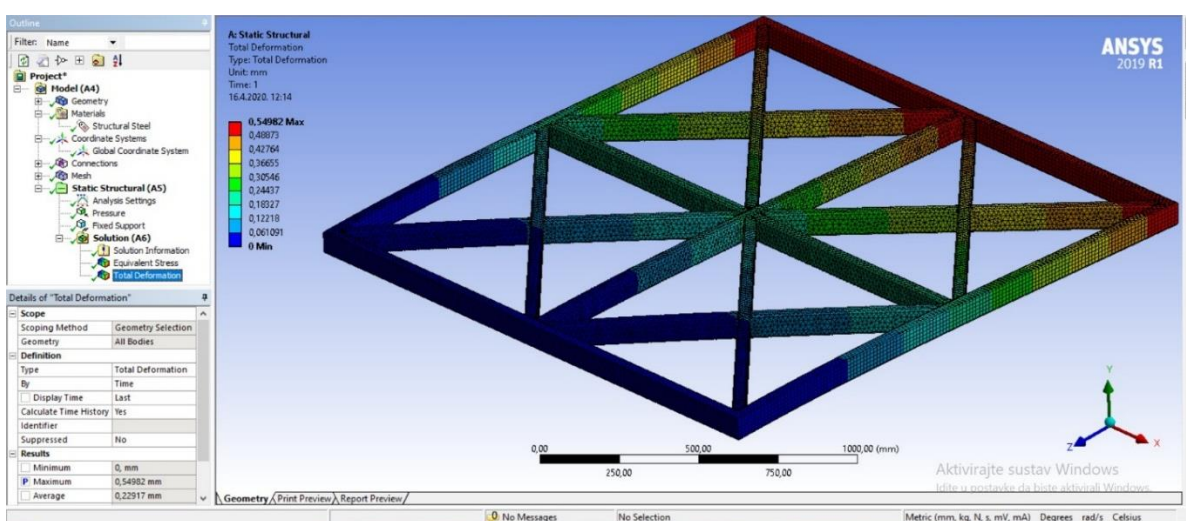 Outline
Filter: Name
Project*
Model (A4)
Geometry
Materials
Structural Steel
Coordinate Systems
Global Coordinate System
Connections
Mesh
Static Structural (A5)
Analysis Settings
Pressure
Fixed Support
Solution (A6)
Solution Information
Equivalent Stress
Total Deformation
Details of "Total Deformation"
Scope
Scoping Method Geometry Selection
Geometry All Bodies
Definition
Type Total Deformation
By Time
Display Time Last
Calculate Time History Yes
Identifier
Suppressed No
Results
Minimum 0, mm
P Maximum 0,54982 mm
Average 0,22917 mm
A: Static Structural
Total Deformation
Type: Total Deformation
Unit: mm
Time: 1
16.4.2020. 12:14
0,54982 Max
0,48873
0,42764
0,36655
0,30546
0,24437
0,18327
0,12218
0,061091
0 Min
ANSYS
2019 R1
Y
Z X
0,00 500,00 1000,00 (mm)
250,00 750,00
Aktivirajte sustav Windows
Idite u postavke da biste aktivirali Windows.
Geometry Print Preview Report Preview
0 No Messages No Selection Metric (mm, kg, N, s, mV, mA) Degrees rad/s Celsius